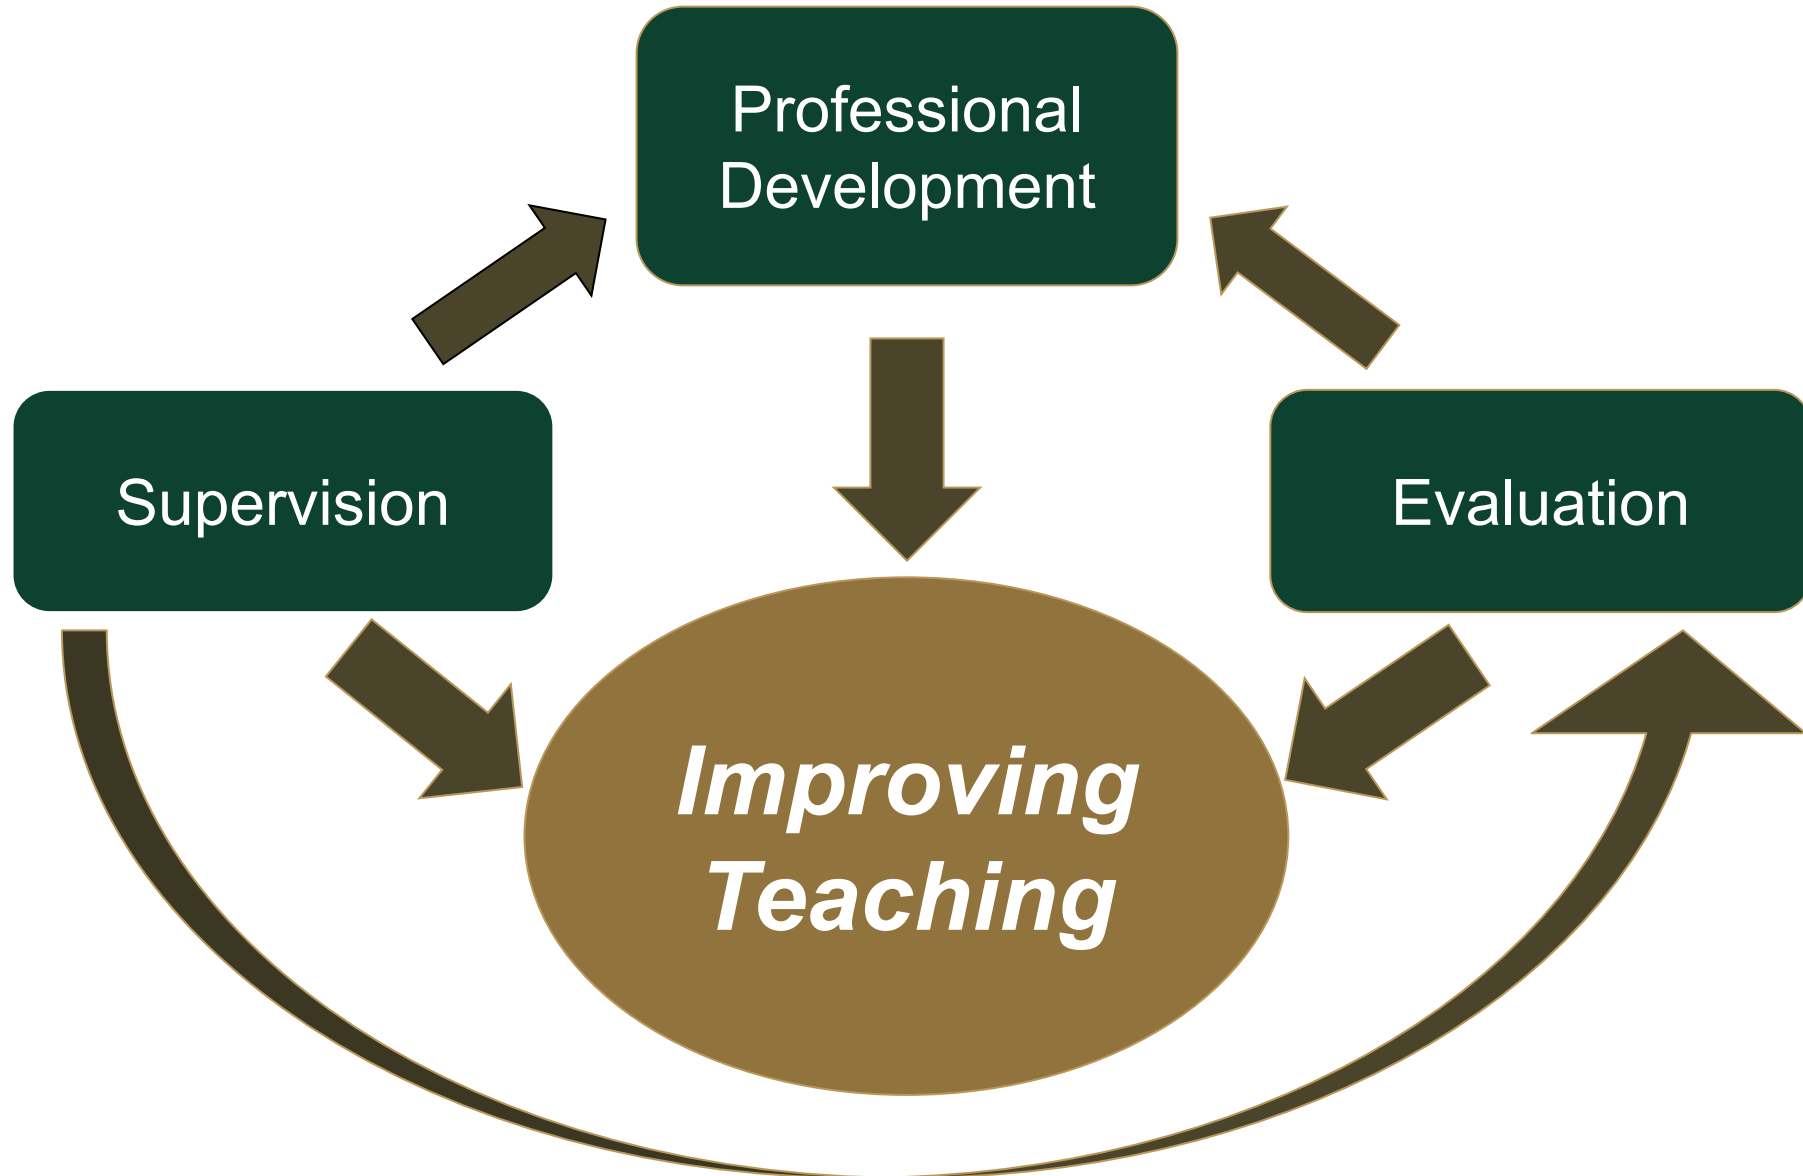 Professional
Development
Supervision
Evaluation
Improving
Teaching